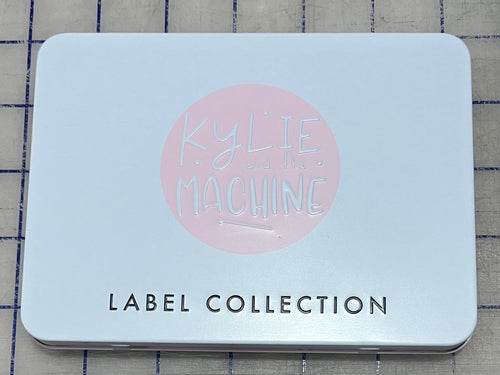 KYLIE
and the
MACHINE
LABEL COLLECTION